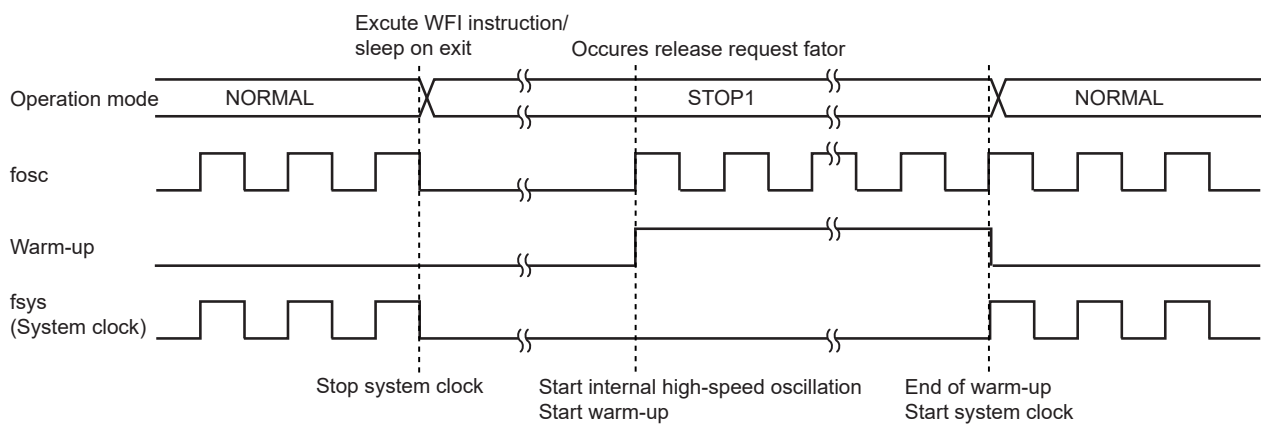 Excute WFI instruction/
sleep on exit
Occures release request fator
Operation mode
NORMAL
STOP1
NORMAL
fosc
Warm-up
fsys
(System clock)
Stop system clock
Start internal high-speed oscillation
Start warm-up
End of warm-up
Start system clock